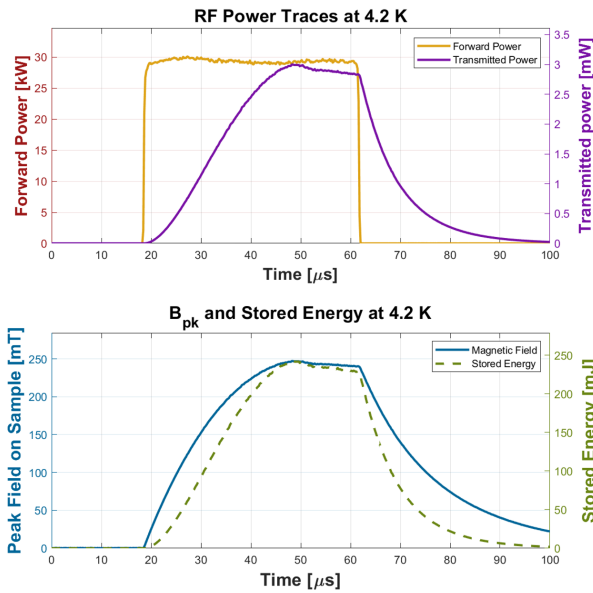 RF Power Traces at 4.2 K
Forward Power [kW]
30
25
20
15
10
5
0
Forward Power
Transmitted Power
3.5
3
2.5
2
1.5
1
0.5
0
Transmitted power [mW]
0 10 20 30 40 50 60 70 80 90 100
Time [μs]
B_pk and Stored Energy at 4.2 K
Peak Field on Sample [mT]
250
200
150
100
50
0
Magnetic Field
Stored Energy
250
200
150
100
50
0
Stored Energy [mJ]
0 10 20 30 40 50 60 70 80 90 100
Time [μs]